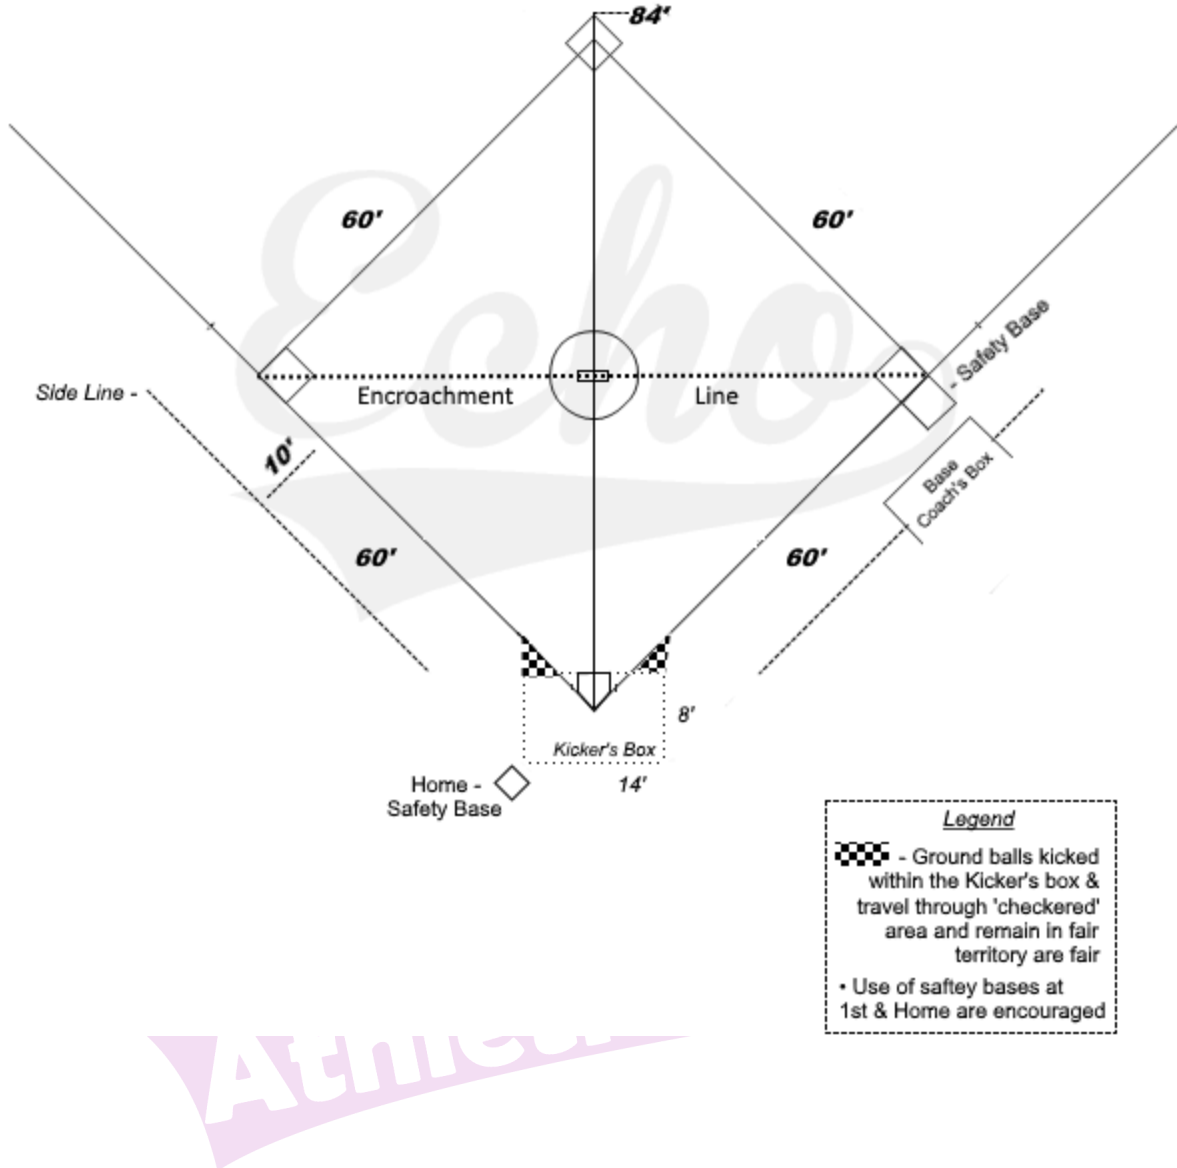 84'
Echo
60'
60'
- Safety Base
Side Line -
Encroachment
Line
10'
Base
Coach's Box
60'
60'
8'
Kicker's Box
14'
Home -
Safety Base
Legend
- Ground balls kicked
within the Kicker's box &
travel through 'checkered'
area and remain in fair
territory are fair
• Use of saftey bases at
1st & Home are encouraged